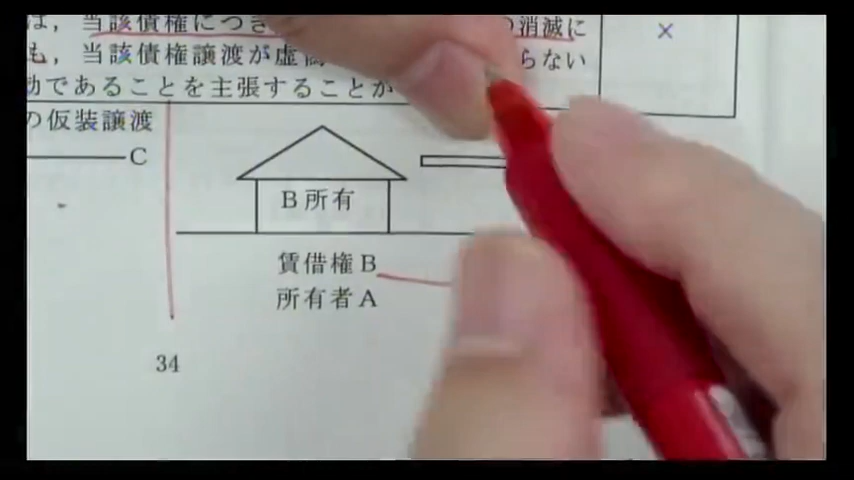 は，当該債権につき の消滅に
も，当該債権譲渡が虚 らない
動であることを主張することが
×
の仮装譲渡
C
B所有
賃借権B
所有者A
34